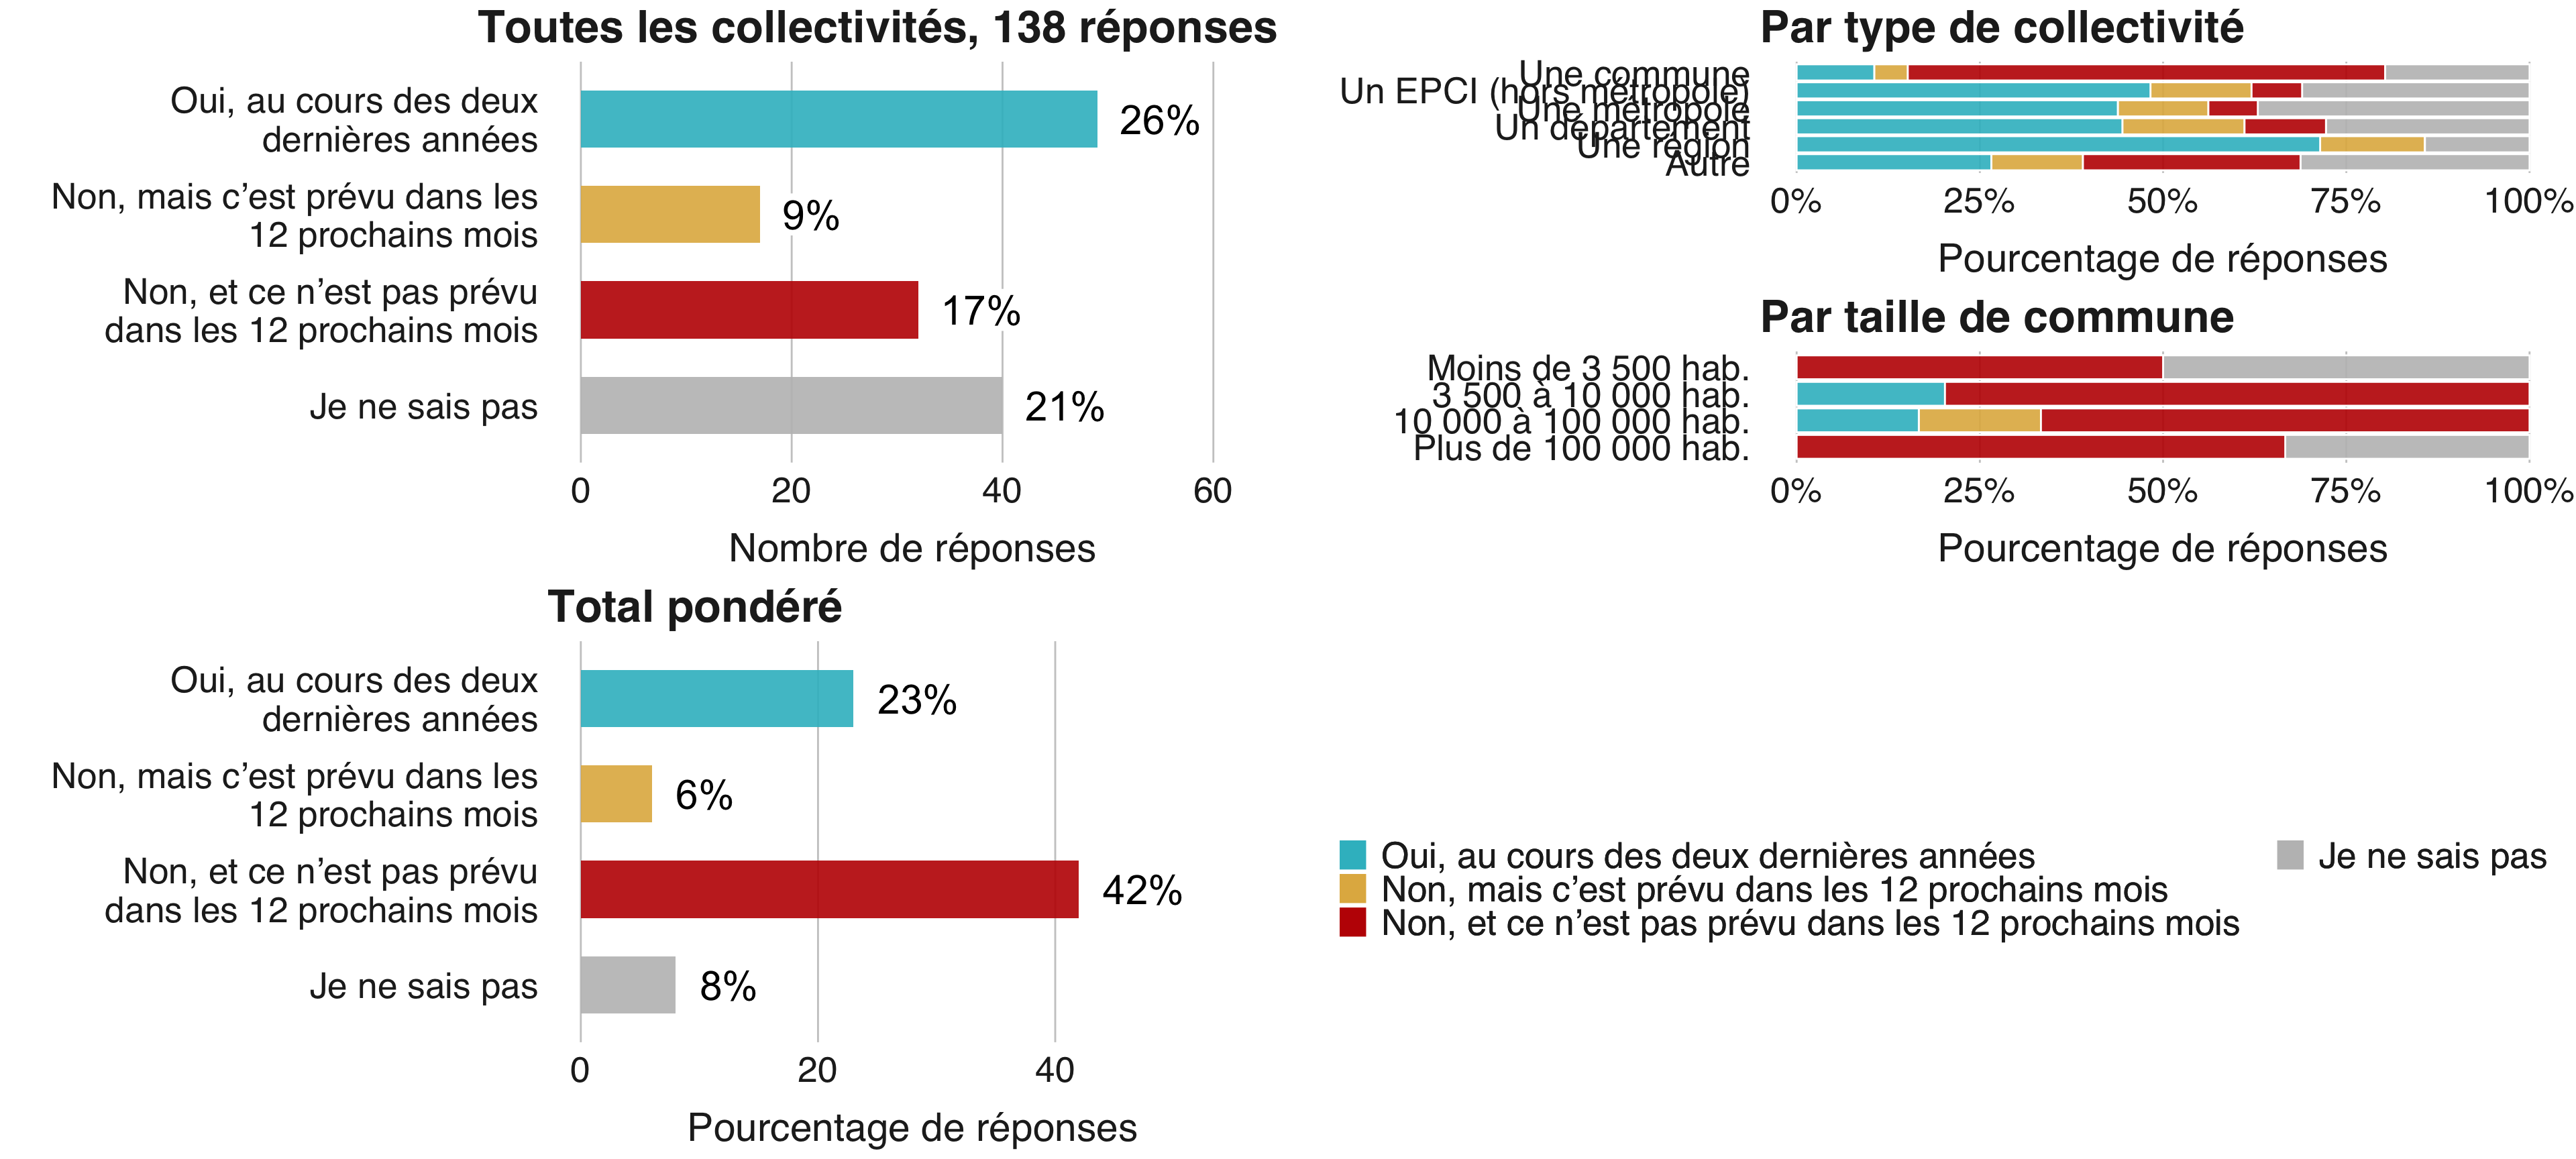 Toutes les collectivités, 138 réponses
Oui, au cours des deux
dernières années
26%
Non, mais c’est prévu dans les
12 prochains mois
9%
Non, et ce n’est pas prévu
dans les 12 prochains mois
17%
Je ne sais pas
21%
0 20 40 60
Nombre de réponses
Par type de collectivité
Une commune
Un EPCI (hors métropole)
Une métropole
Un département
Une région
Autre
0% 25% 50% 75% 100%
Pourcentage de réponses
Par taille de commune
Moins de 3 500 hab.
3 500 à 10 000 hab.
10 000 à 100 000 hab.
Plus de 100 000 hab.
0% 25% 50% 75% 100%
Pourcentage de réponses
Total pondéré
Oui, au cours des deux
dernières années
23%
Non, mais c’est prévu dans les
12 prochains mois
6%
Non, et ce n’est pas prévu
dans les 12 prochains mois
42%
Je ne sais pas
8%
0 20 40
Pourcentage de réponses
Oui, au cours des deux dernières années
Non, mais c’est prévu dans les 12 prochains mois
Non, et ce n’est pas prévu dans les 12 prochains mois
Je ne sais pas